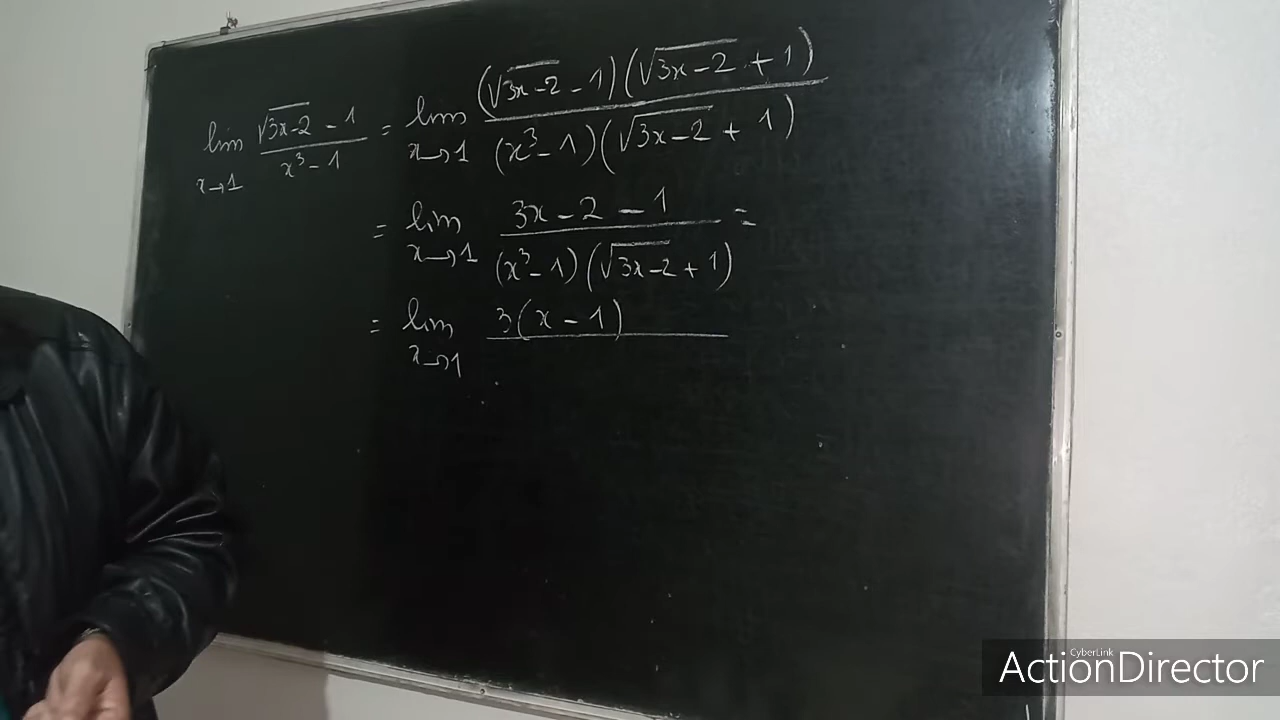 lim x→1 (√(3x-2) - 1)/(x³ - 1) = lim x→1 ((√(3x-2) - 1)(√(3x-2) + 1))/((x³ - 1)(√(3x-2) + 1))
= lim x→1 (3x - 2 - 1)/((x³ - 1)(√(3x-2) + 1)) =
= lim x→1 3(x - 1)
CyberLink
ActionDirector